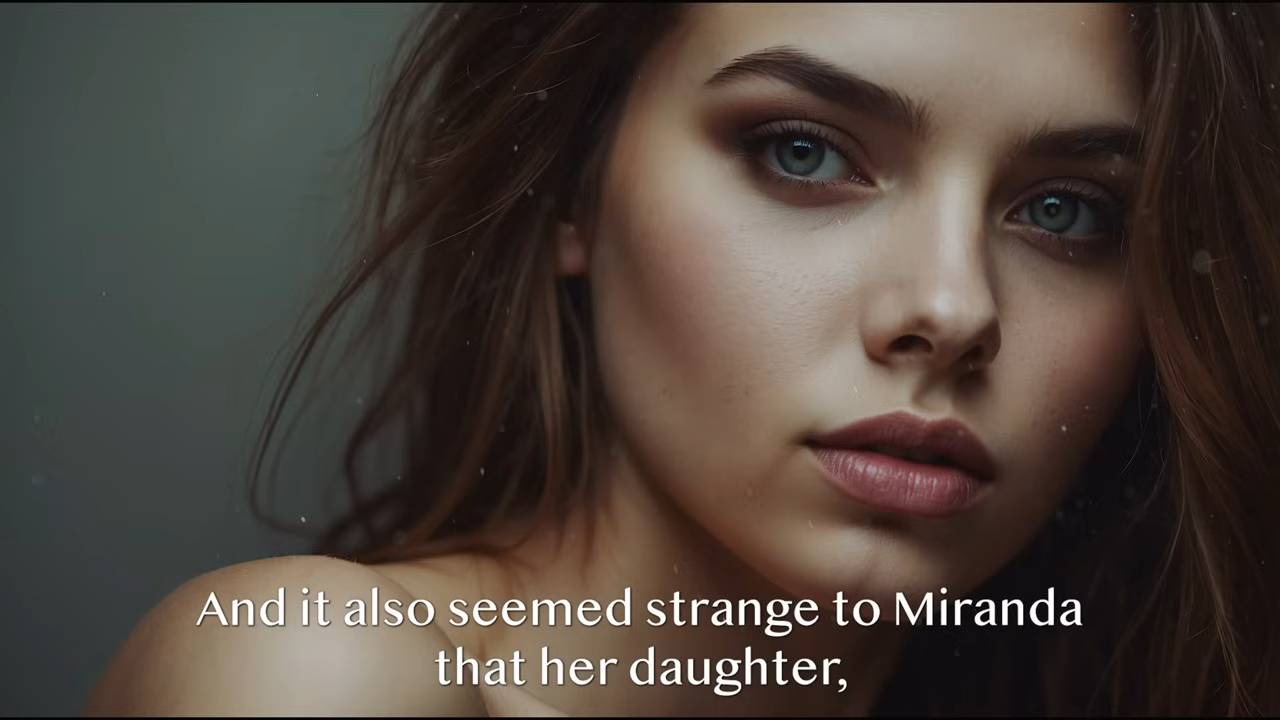 And it also seemed strange to Miranda
that her daughter,